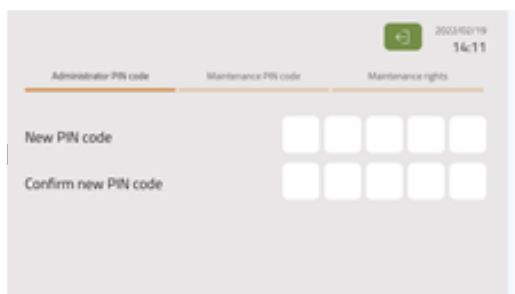 2022/02/19
14:11
Administrator PIN code Maintenance PIN code Maintenance rights
New PIN code
Confirm new PIN code